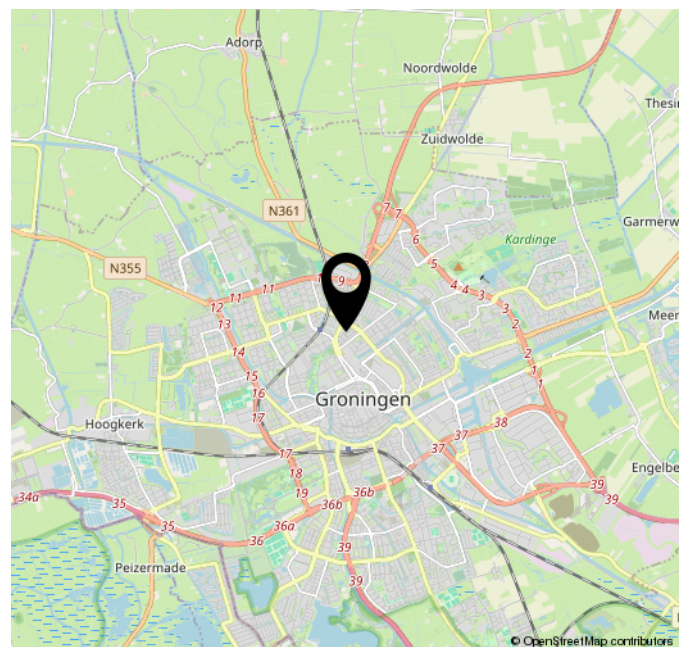 Adorp
Noordwolde
Thesin
Zuidwolde
N361
7
7
6
Kardinge
Garmerw
N355
5
9
4
4
3
3
11
11
12
13
2
Meer
2
14
1
1
15
16
Groningen
17
Hoogkerk
37
38
37
17
18
Engelbe
39
34a
35
19
36b
36b
39
35
36a
36
39
Peizermade
© OpenStreetMap contributors